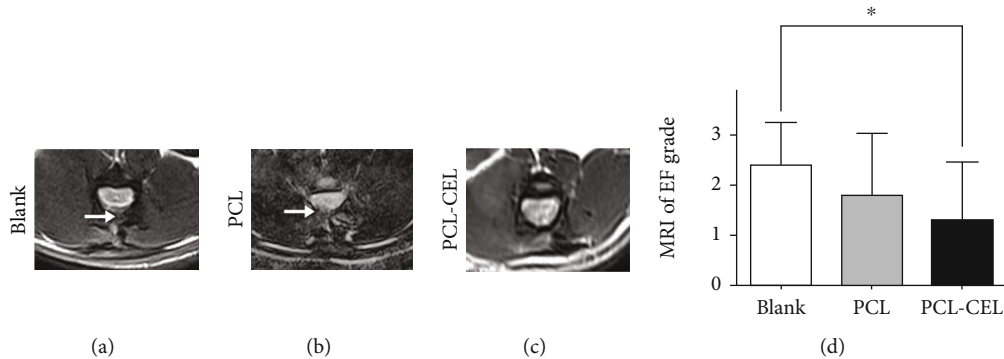 Blank
PCL
PCL-CEL
MRI of EF grade
3
2
1
0
*
Blank
PCL
PCL-CEL
(a)
(b)
(c)
(d)